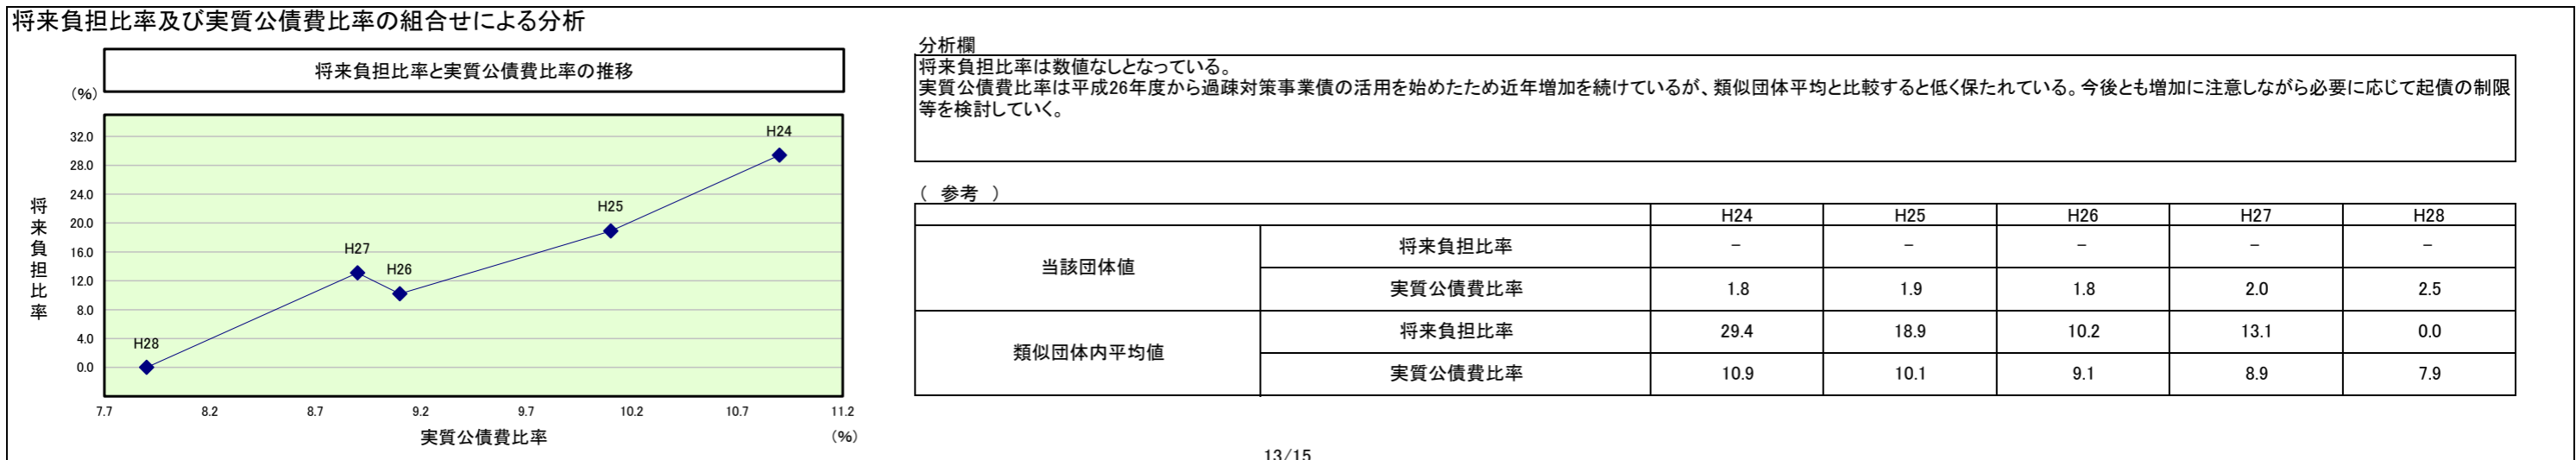 将来負担比率及び実質公債費比率の組合せによる分析
将来負担比率と実質公債費比率の推移
(%)
32.0
28.0
24.0
20.0
16.0
12.0
8.0
4.0
0.0
将来負担比率
H24
H25
H27
H26
H28
7.7 8.2 8.7 9.2 9.7 10.2 10.7 11.2
実質公債費比率
(%)
分析欄
将来負担比率は数値なしとなっている。
実質公債費比率は平成26年度から過疎対策事業債の活用を始めたため近年増加を続けているが、類似団体平均と比較すると低く保たれている。今後とも増加に注意しながら必要に応じて起債の制限
等を検討していく。
( 参考 )
H24 H25 H26 H27 H28
当該団体値
将来負担比率 － － － － －
実質公債費比率 1.8 1.9 1.8 2.0 2.5
類似団体内平均値
将来負担比率 29.4 18.9 10.2 13.1 0.0
実質公債費比率 10.9 10.1 9.1 8.9 7.9
13/15